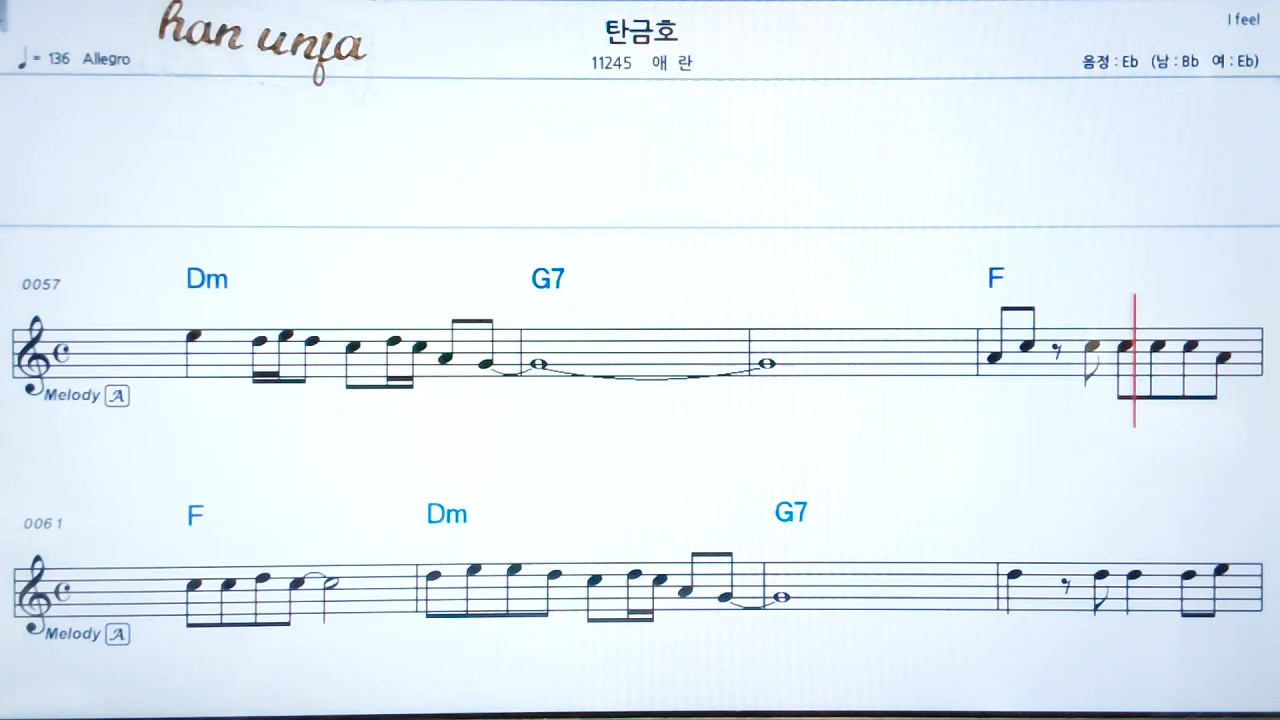 han unja
탄금호
I feel
♩= 136 Allegro
11245 애 란
음정 : Eb (남 : Bb 여 : Eb)
0057
Dm G7 F
Melody A
0061
F Dm G7
Melody A